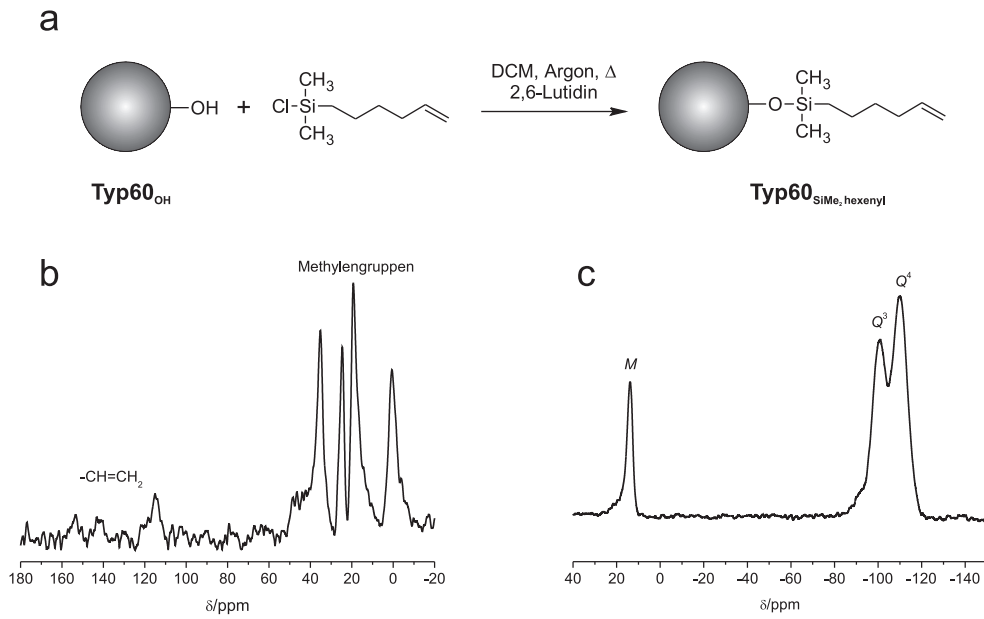 a
CH₃
Cl-Si
CH₃
OH
+
DCM, Argon, Δ
2,6-Lutidin
CH₃
O-Si
CH₃
Typ60OH
Typ60SiMe₂ hexenyl
b
Methylengruppen
-CH=CH₂
180 160 140 120 100 80 60 40 20 0 -20
δ/ppm
c
M
Q³
Q⁴
40 20 0 -20 -40 -60 -80 -100 -120 -140
δ/ppm